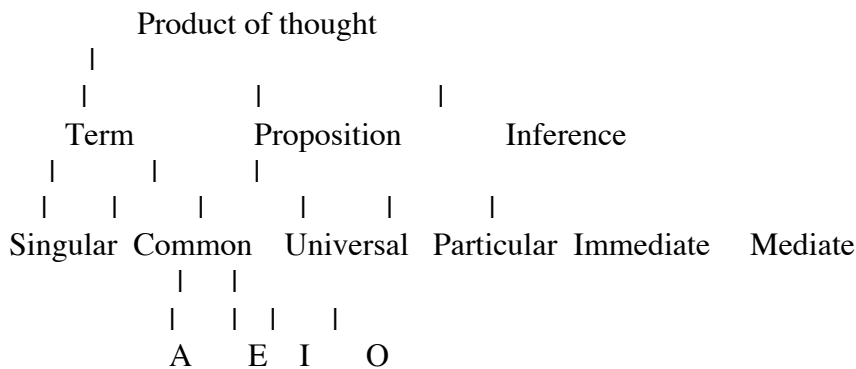 Product of thought
|
| | |
Term Proposition Inference
| | |
| | | | | |
Singular Common Universal Particular Immediate Mediate
| |
| | | |
A E I O